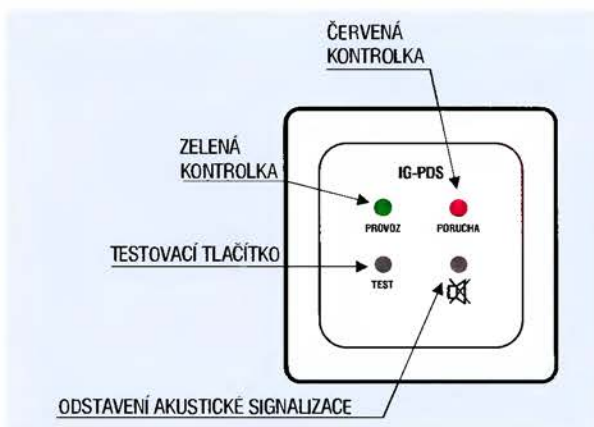 ČERVENÁ
KONTROLKA
ZELENÁ
KONTROLKA
IG-PDS
PROVOZ PORUCHA
TESTOVACÍ TLAČÍTKO
TEST
ODSTAVENÍ AKUSTICKÉ SIGNALIZACE